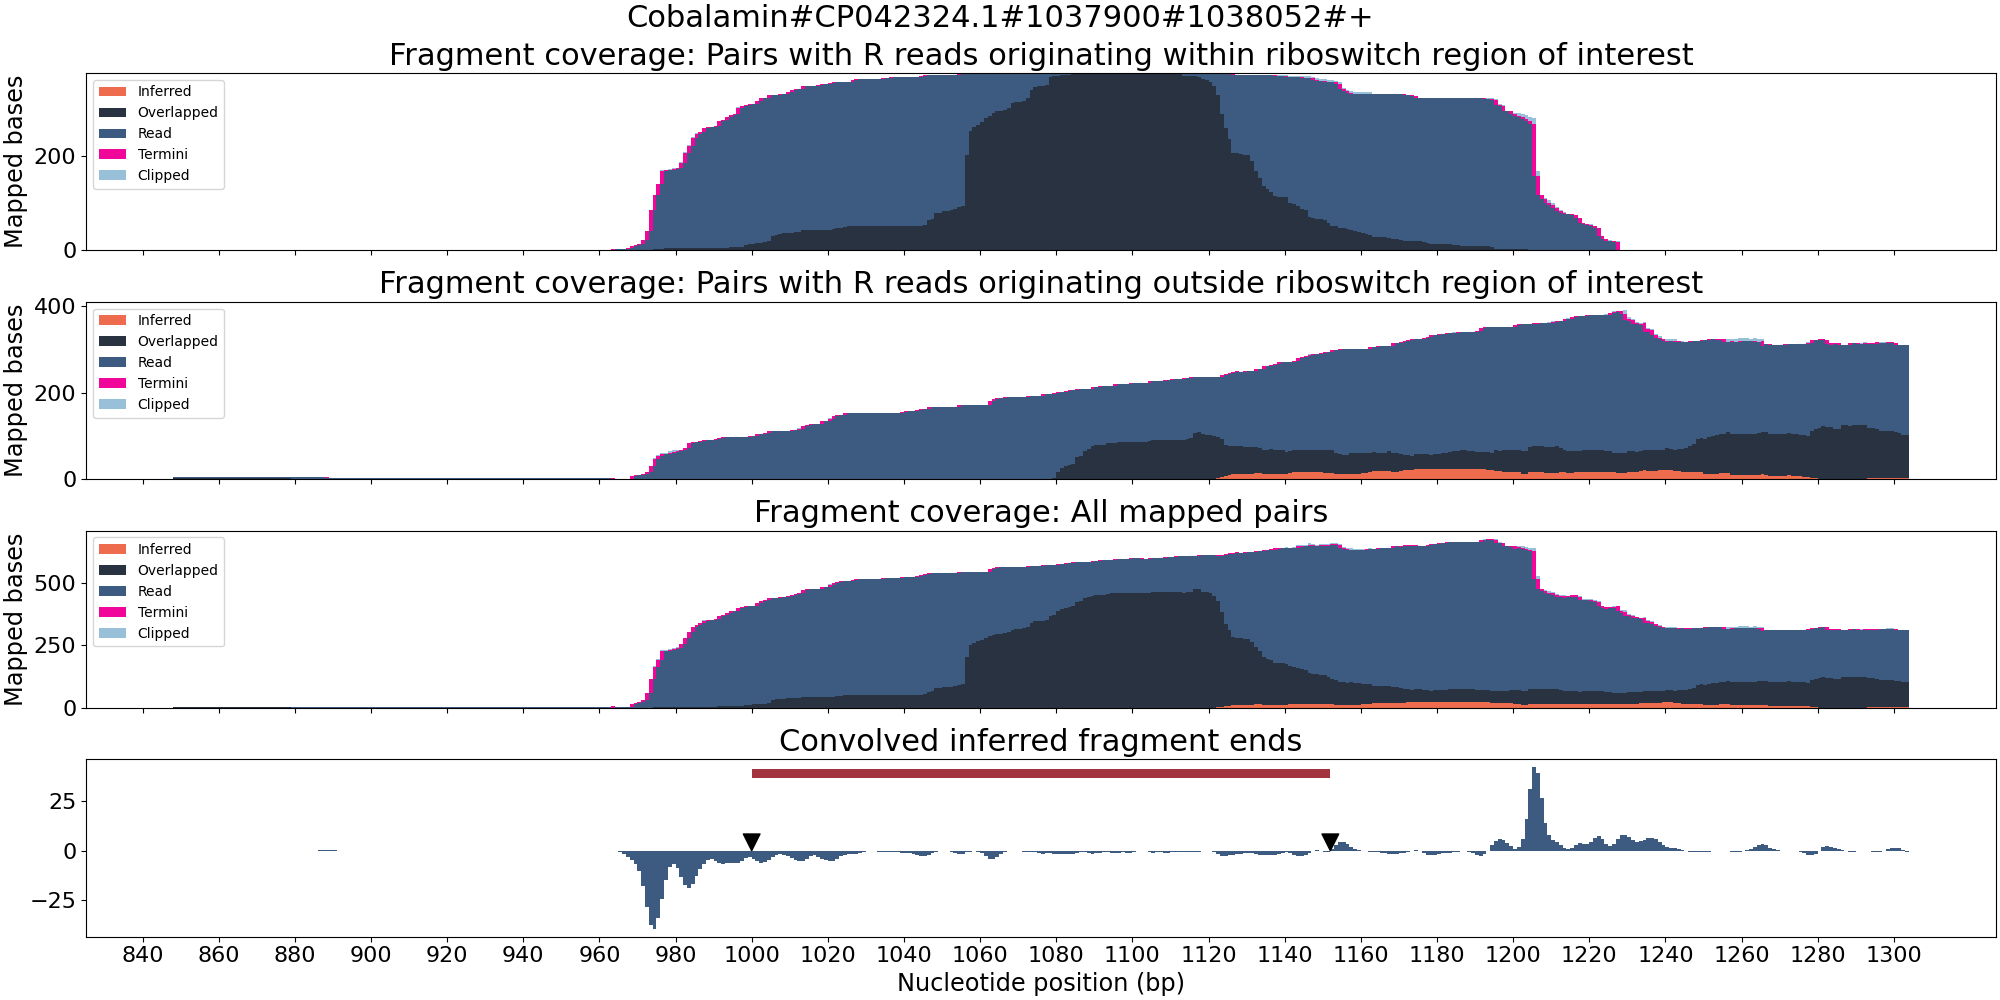 Cobalamin#CP042324.1#1037900#1038052#+
Fragment coverage: Pairs with R reads originating within riboswitch region of interest
Mapped bases
200
0
Inferred
Overlapped
Read
Termini
Clipped
Fragment coverage: Pairs with R reads originating outside riboswitch region of interest
Mapped bases
400
200
0
Inferred
Overlapped
Read
Termini
Clipped
Fragment coverage: All mapped pairs
Mapped bases
500
250
0
Inferred
Overlapped
Read
Termini
Clipped
Convolved inferred fragment ends
25
0
−25
840 860 880 900 920 940 960 980 1000 1020 1040 1060 1080 1100 1120 1140 1160 1180 1200 1220 1240 1260 1280 1300
Nucleotide position (bp)